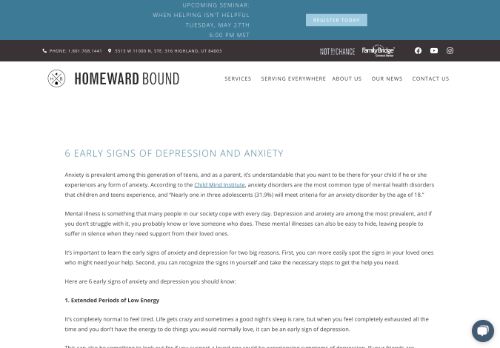 UPCOMING SEMINAR:
WHEN HELPING ISN'T HELPFUL
TUESDAY, MAY 27TH
6:00 PM MST
REGISTER TODAY
PHONE: 1.801.768.1441
5313 W 11000 N, STE. 316 HIGHLAND, UT 84003
NOT BY CHANCE
FamilyBridge
HOMEWARD BOUND
SERVICES
SERVING EVERYWHERE
ABOUT US
OUR NEWS
CONTACT US
6 EARLY SIGNS OF DEPRESSION AND ANXIETY
Anxiety is prevalent among this generation of teens, and as a parent, it's understandable that you want to be there for your child if he or she
experiences any form of anxiety. According to the Child Mind Institute, anxiety disorders are the most common type of mental health disorders
that children and teens experience, and "Nearly one in three adolescents (31.9%) will meet criteria for an anxiety disorder by the age of 18."
Mental illness is something that many people in our society cope with every day. Depression and anxiety are among the most prevalent, and if
you don't struggle with it, you probably know or love someone who does. These mental illnesses can also be easy to hide, leaving people to
suffer in silence when they need support from their loved ones.
It's important to learn the early signs of anxiety and depression for two big reasons. First, you can more easily spot the signs in your loved ones
who might need your help. Second, you can recognize the signs in yourself and take the necessary steps to get the help you need.
Here are 6 early signs of anxiety and depression you should know:
1. Extended Periods of Low Energy
It's completely normal to feel tired. Life gets crazy and sometimes a good night's sleep is rare, but when you feel completely exhausted all the
time and you don't have the energy to do things you would normally love, it can be an early sign of depression.